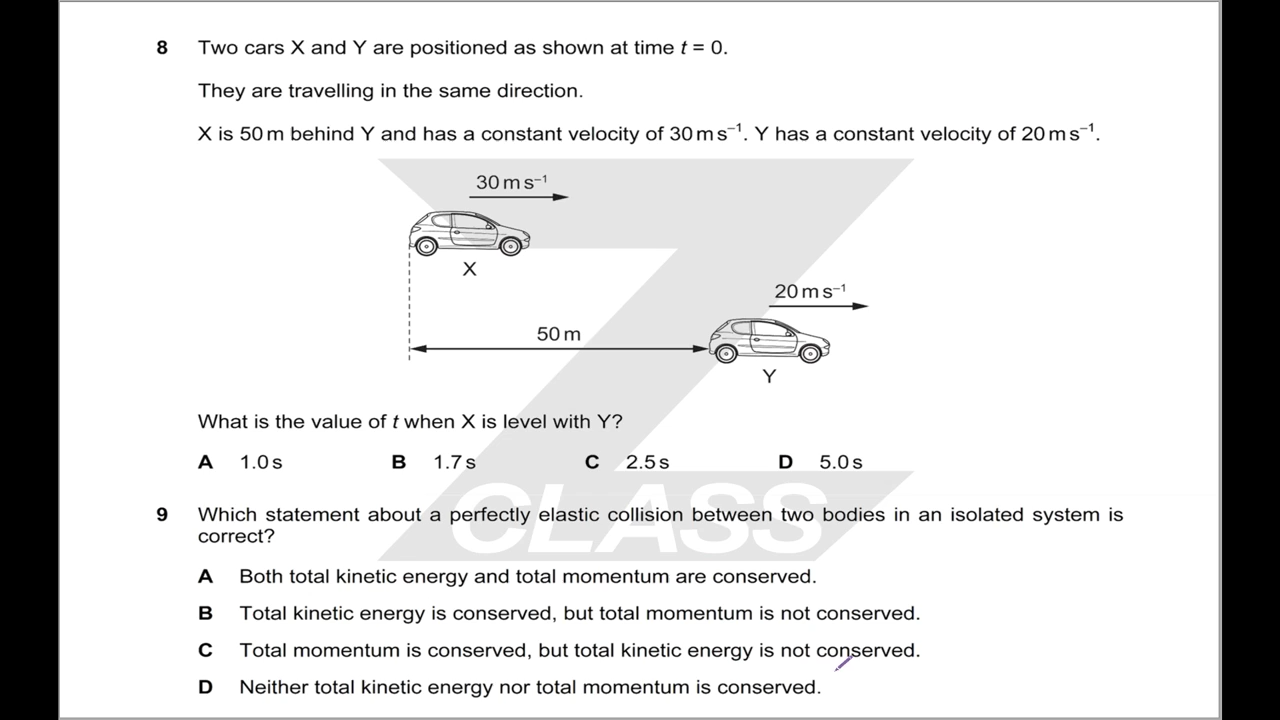 8 Two cars X and Y are positioned as shown at time t = 0.
They are travelling in the same direction.
X is 50 m behind Y and has a constant velocity of 30 m s⁻¹. Y has a constant velocity of 20 m s⁻¹.
30 m s⁻¹
X
20 m s⁻¹
50 m
Y
What is the value of t when X is level with Y?
A 1.0 s B 1.7 s C 2.5 s D 5.0 s
CLASS
9 Which statement about a perfectly elastic collision between two bodies in an isolated system is
correct?
A Both total kinetic energy and total momentum are conserved.
B Total kinetic energy is conserved, but total momentum is not conserved.
C Total momentum is conserved, but total kinetic energy is not conserved.
D Neither total kinetic energy nor total momentum is conserved.